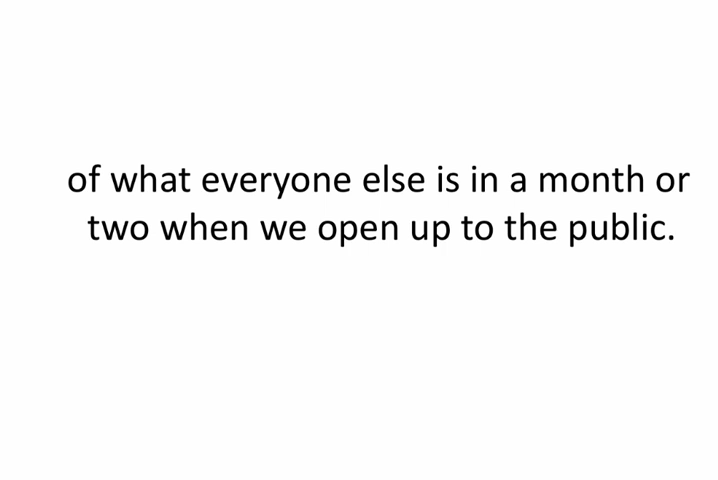 of what everyone else is in a month or
two when we open up to the public.